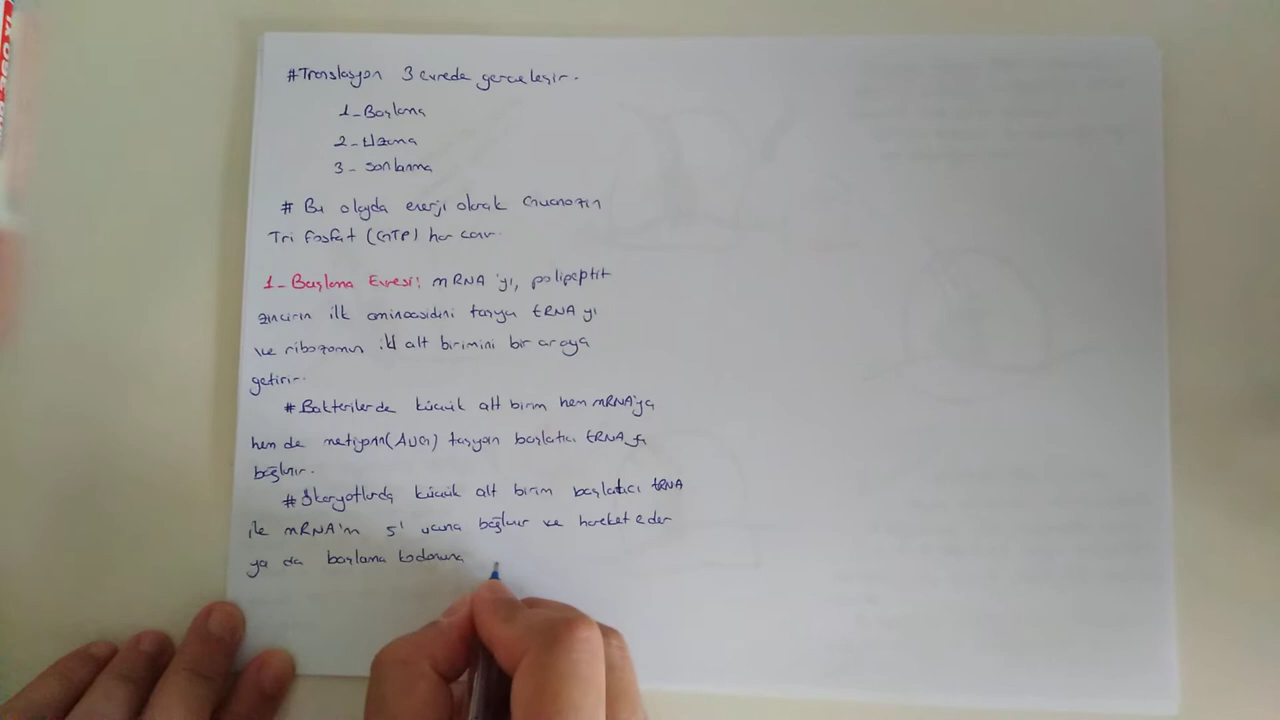 #Translasyon 3 evrede gerçekleşir.
1-Başlama
2-Uzama
3-Sonlanma
# Bu olayda enerji olarak Guanozin
Tri fosfat (GTP) harcanır.
1-Başlama Evresi: mRNA'yı, polipeptit
zincirin ilk aminoasidini taşıyan tRNA yı
ve ribozomun iki alt birimini bir araya
getirir.
#Bakterilerde küçük alt birim hem mRNA'ya
hem de metiyonin(AUG) taşıyan başlatıcı tRNA ya
bağlanır.
#Ökaryotlarda küçük alt birim başlatıcı tRNA
ile mRNA'nın 5' ucuna bağlanır ve hareket eder
ya da başlama kodonuna